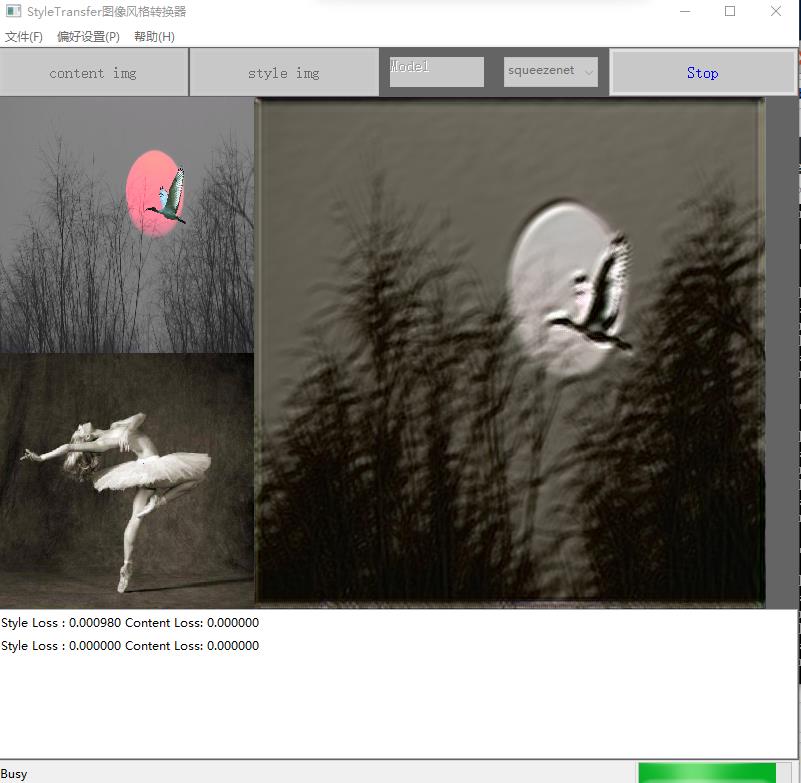 StyleTransfer图像风格转换器
文件(F) 偏好设置(P) 帮助(H)
content img style img Model squeezenet Stop
Style Loss : 0.000980 Content Loss: 0.000000
Style Loss : 0.000000 Content Loss: 0.000000
Busy